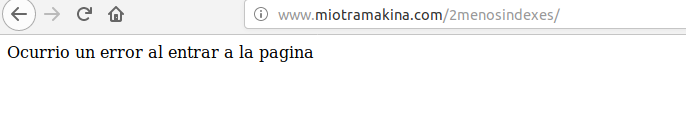 www.miotramakina.com/2menosindexes/
Ocurrio un error al entrar a la pagina